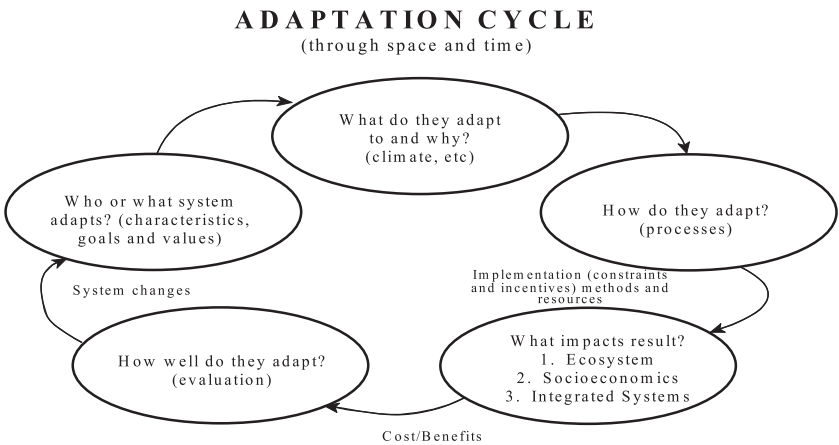 ADAPTATION CYCLE
(through space and time)
What do they adapt
to and why?
(climate, etc)
Who or what system
adapts? (characteristics,
goals and values)
How do they adapt?
(processes)
System changes
Implementation (constraints
and incentives) methods and
resources
How well do they adapt?
(evaluation)
What impacts result?
1. Ecosystem
2. Socioeconomics
3. Integrated Systems
Cost/Benefits